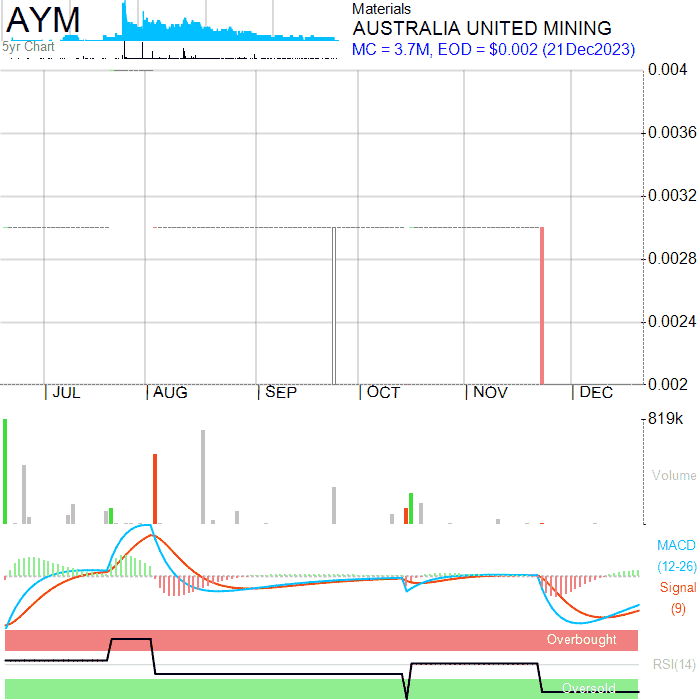 AYM
5yr Chart
Materials
AUSTRALIA UNITED MINING
MC = 3.7M, EOD = $0.002 (21Dec2023)
0.004
0.0036
0.0032
0.0028
0.0024
0.002
JUL AUG SEP OCT NOV DEC
819k
Volume
MACD
(12-26)
Signal
(9)
Overbought
RSI(14)
Oversold